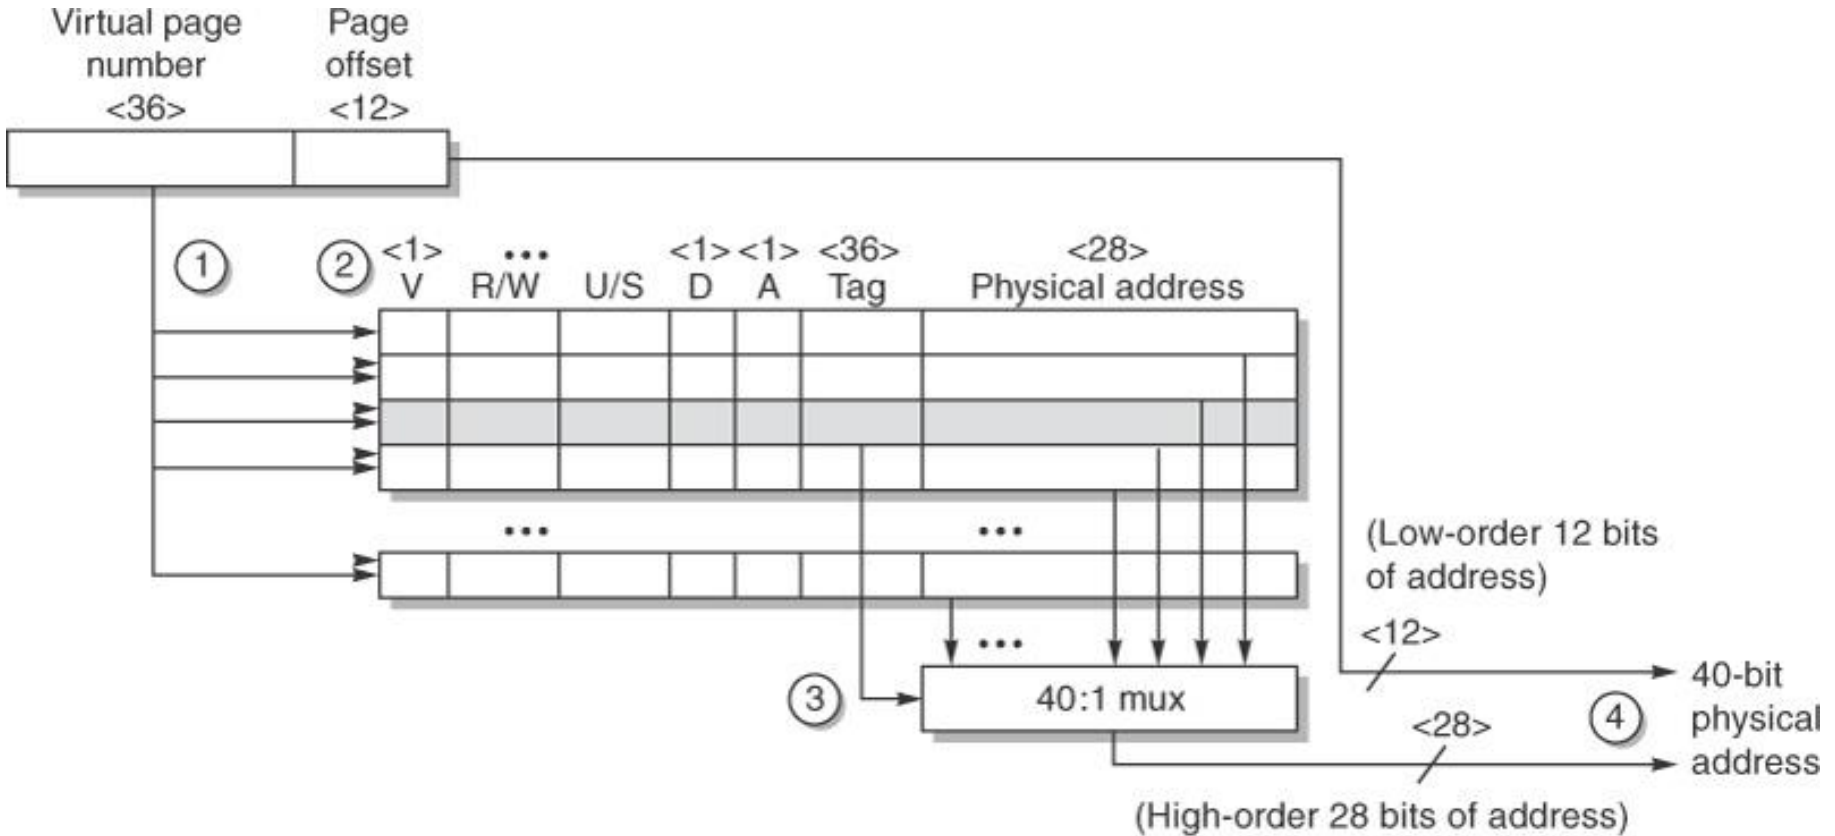 Virtual page number <36>
Page offset <12>
1
2
<1> ••• <1> <1> <36> <28>
V R/W U/S D A Tag Physical address
••• •••
•••
3
40:1 mux
(Low-order 12 bits
of address)
<12>
<28>
4
40-bit
physical
address
(High-order 28 bits of address)